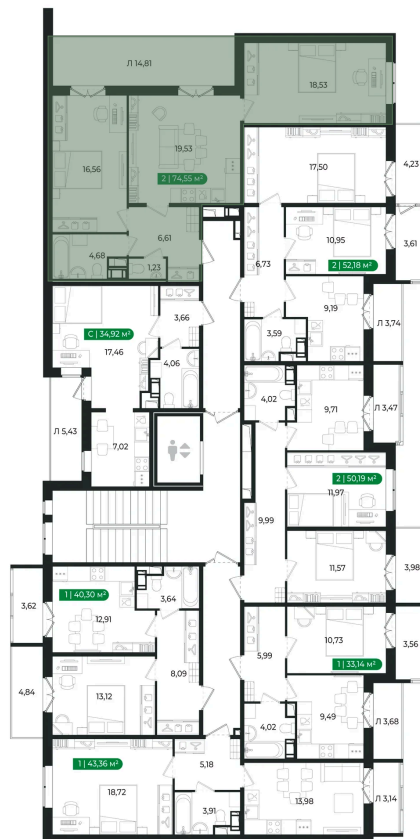 Л 14,81
18,53
16,56
19,53
2 | 74,55 м²
17,50
4,23
6,61
4,68
1,23
10,95
2 | 52,18 м²
3,61
6,73
9,19
3,59
Л 3,74
3,66
С | 34,92 м²
17,46
4,06
4,02
9,71
Л 3,47
Л 5,43
7,02
2 | 50,19 м²
11,97
9,99
11,57
3,98
3,62
1 | 40,30 м²
12,91
3,64
10,73
1 | 33,14 м²
3,56
5,99
8,09
13,12
4,84
4,02
9,49
Л 3,68
1 | 43,36 м²
18,72
5,18
3,91
13,98
Л 3,14